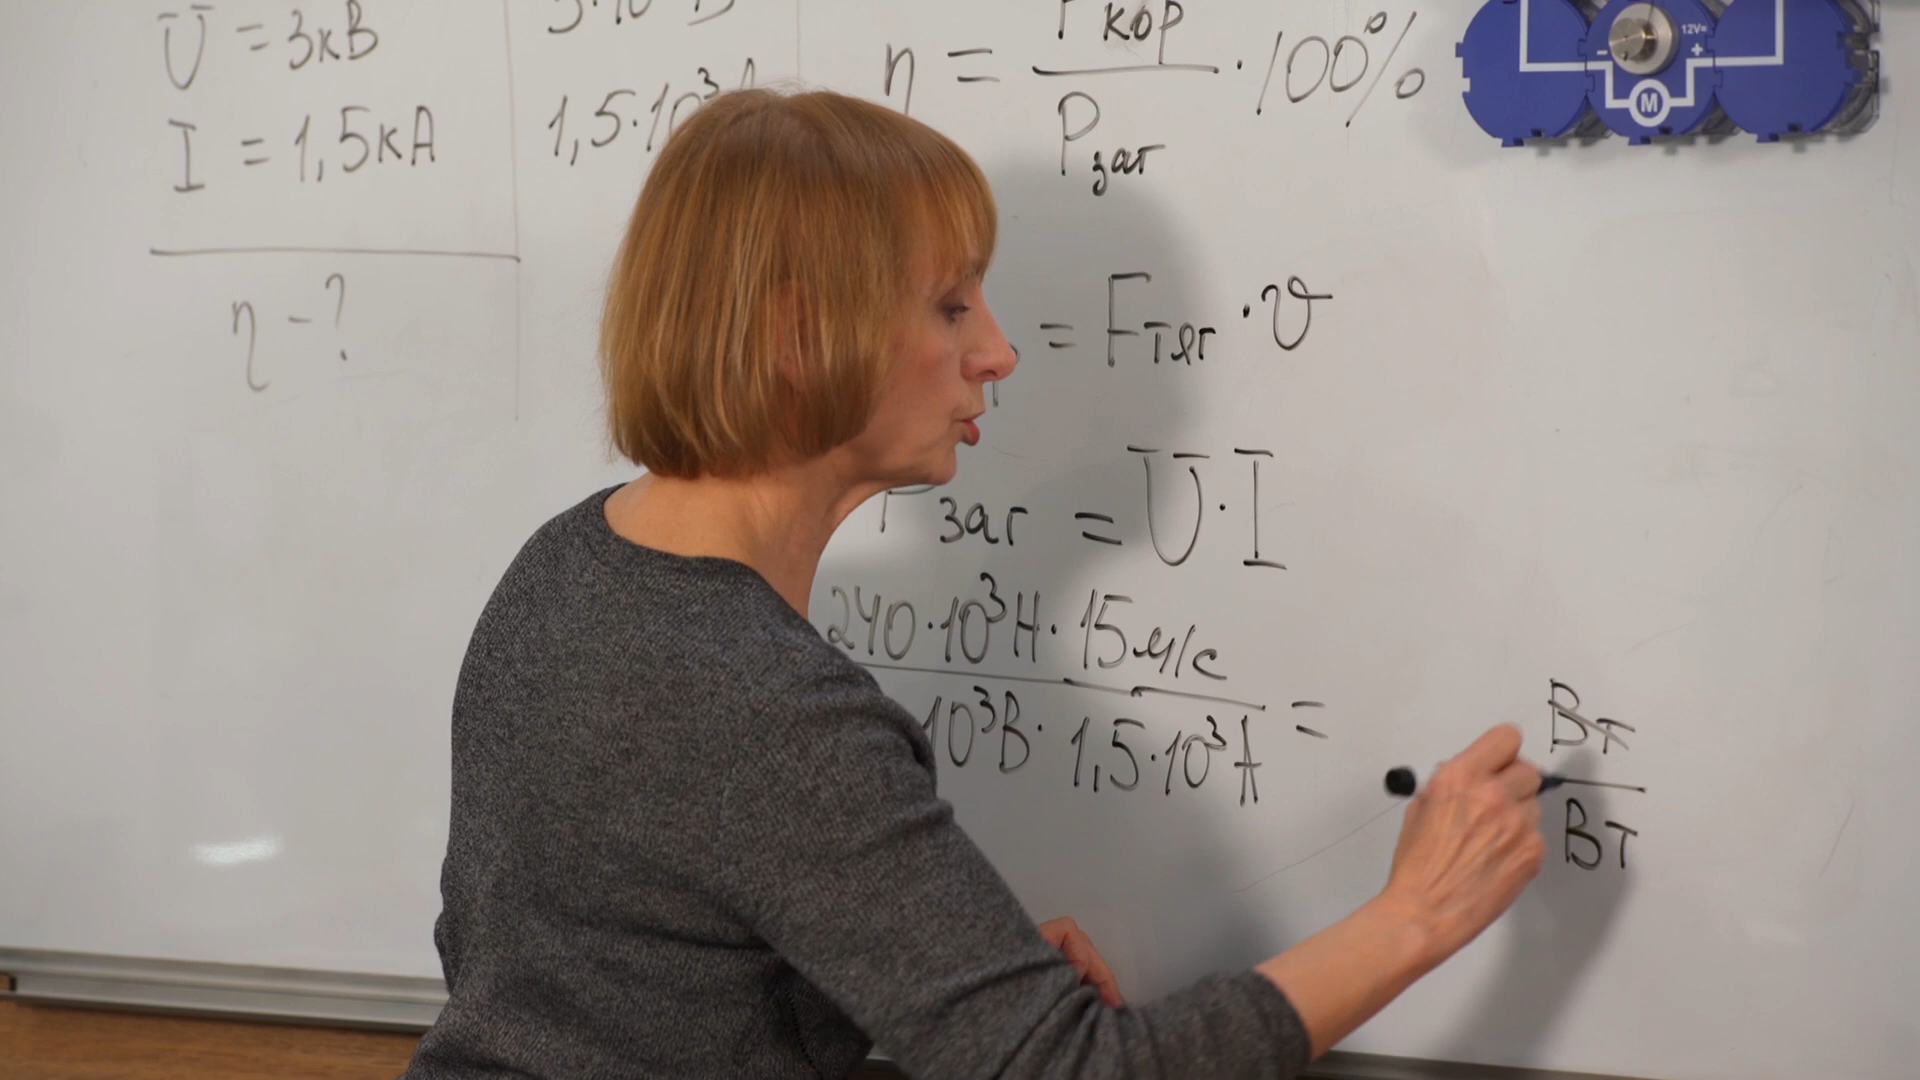 U = 3кВ
I = 1,5кА
1,5·10³
η - ?
η = Pкор / Pзаг · 100%
= Fтяг · υ
Pзаг = U · I
240·10³Н · 15м/с
10³В · 1,5·10³А =
Вт
Вт
12V=
- +
M